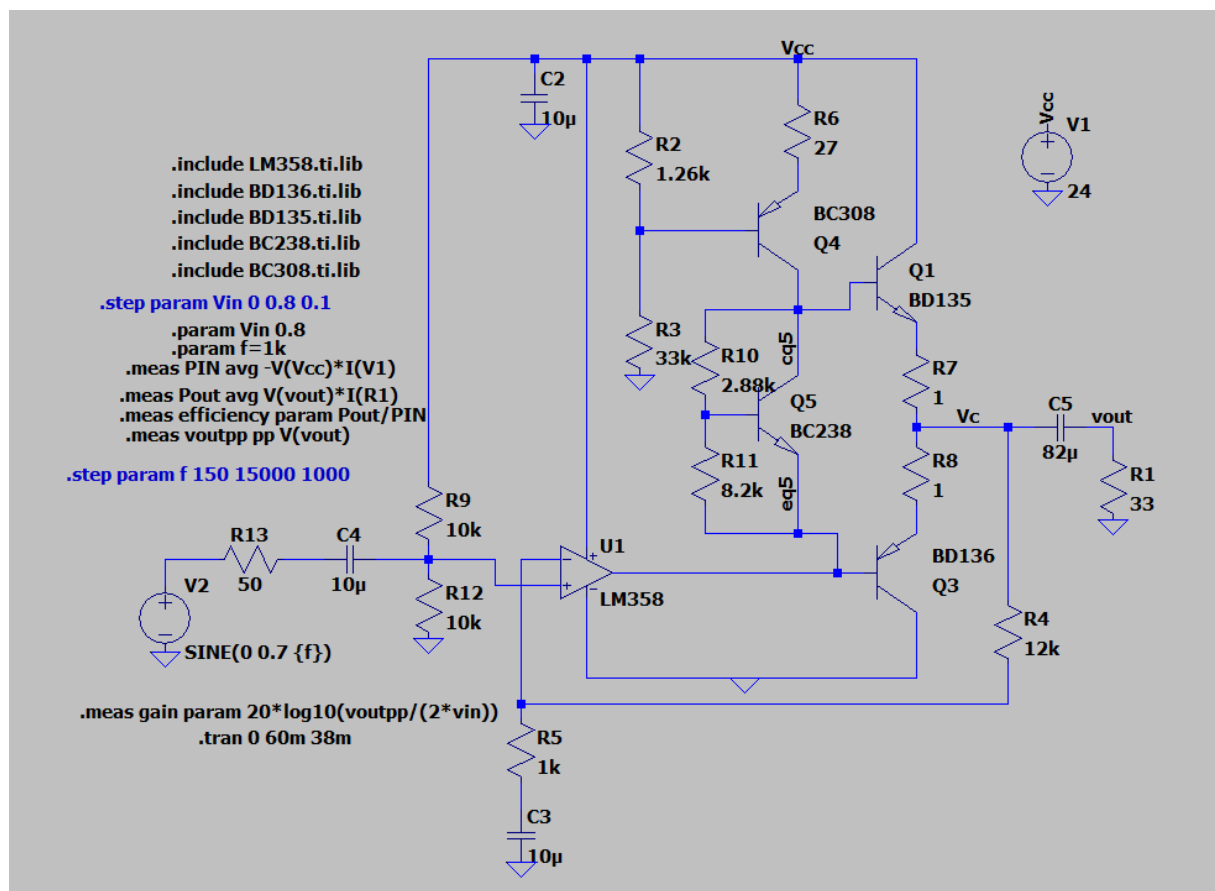 Vcc
C2
10µ
R6
27
Vcc
V1
24
R2
1.26k
.include LM358.ti.lib
.include BD136.ti.lib
.include BD135.ti.lib
.include BC238.ti.lib
.include BC308.ti.lib
BC308
Q4
.step param Vin 0 0.8 0.1
Q1
BD135
.param Vin 0.8
.param f=1k
.meas PIN avg -V(Vcc)*I(V1)
.meas Pout avg V(vout)*I(R1)
.meas efficiency param Pout/PIN
.meas voutpp pp V(vout)
R3
33k
R10
2.88k
cq5
Q5
BC238
R7
1
Vc
C5
82µ
vout
.step param f 150 15000 1000
R11
8.2k
eq5
R8
1
R1
33
R9
10k
R13
50
C4
10µ
U1
LM358
BD136
Q3
V2
R12
10k
SINE(0 0.7 {f})
R4
12k
.meas gain param 20*log10(voutpp/(2*vin))
.tran 0 60m 38m
R5
1k
C3
10µ